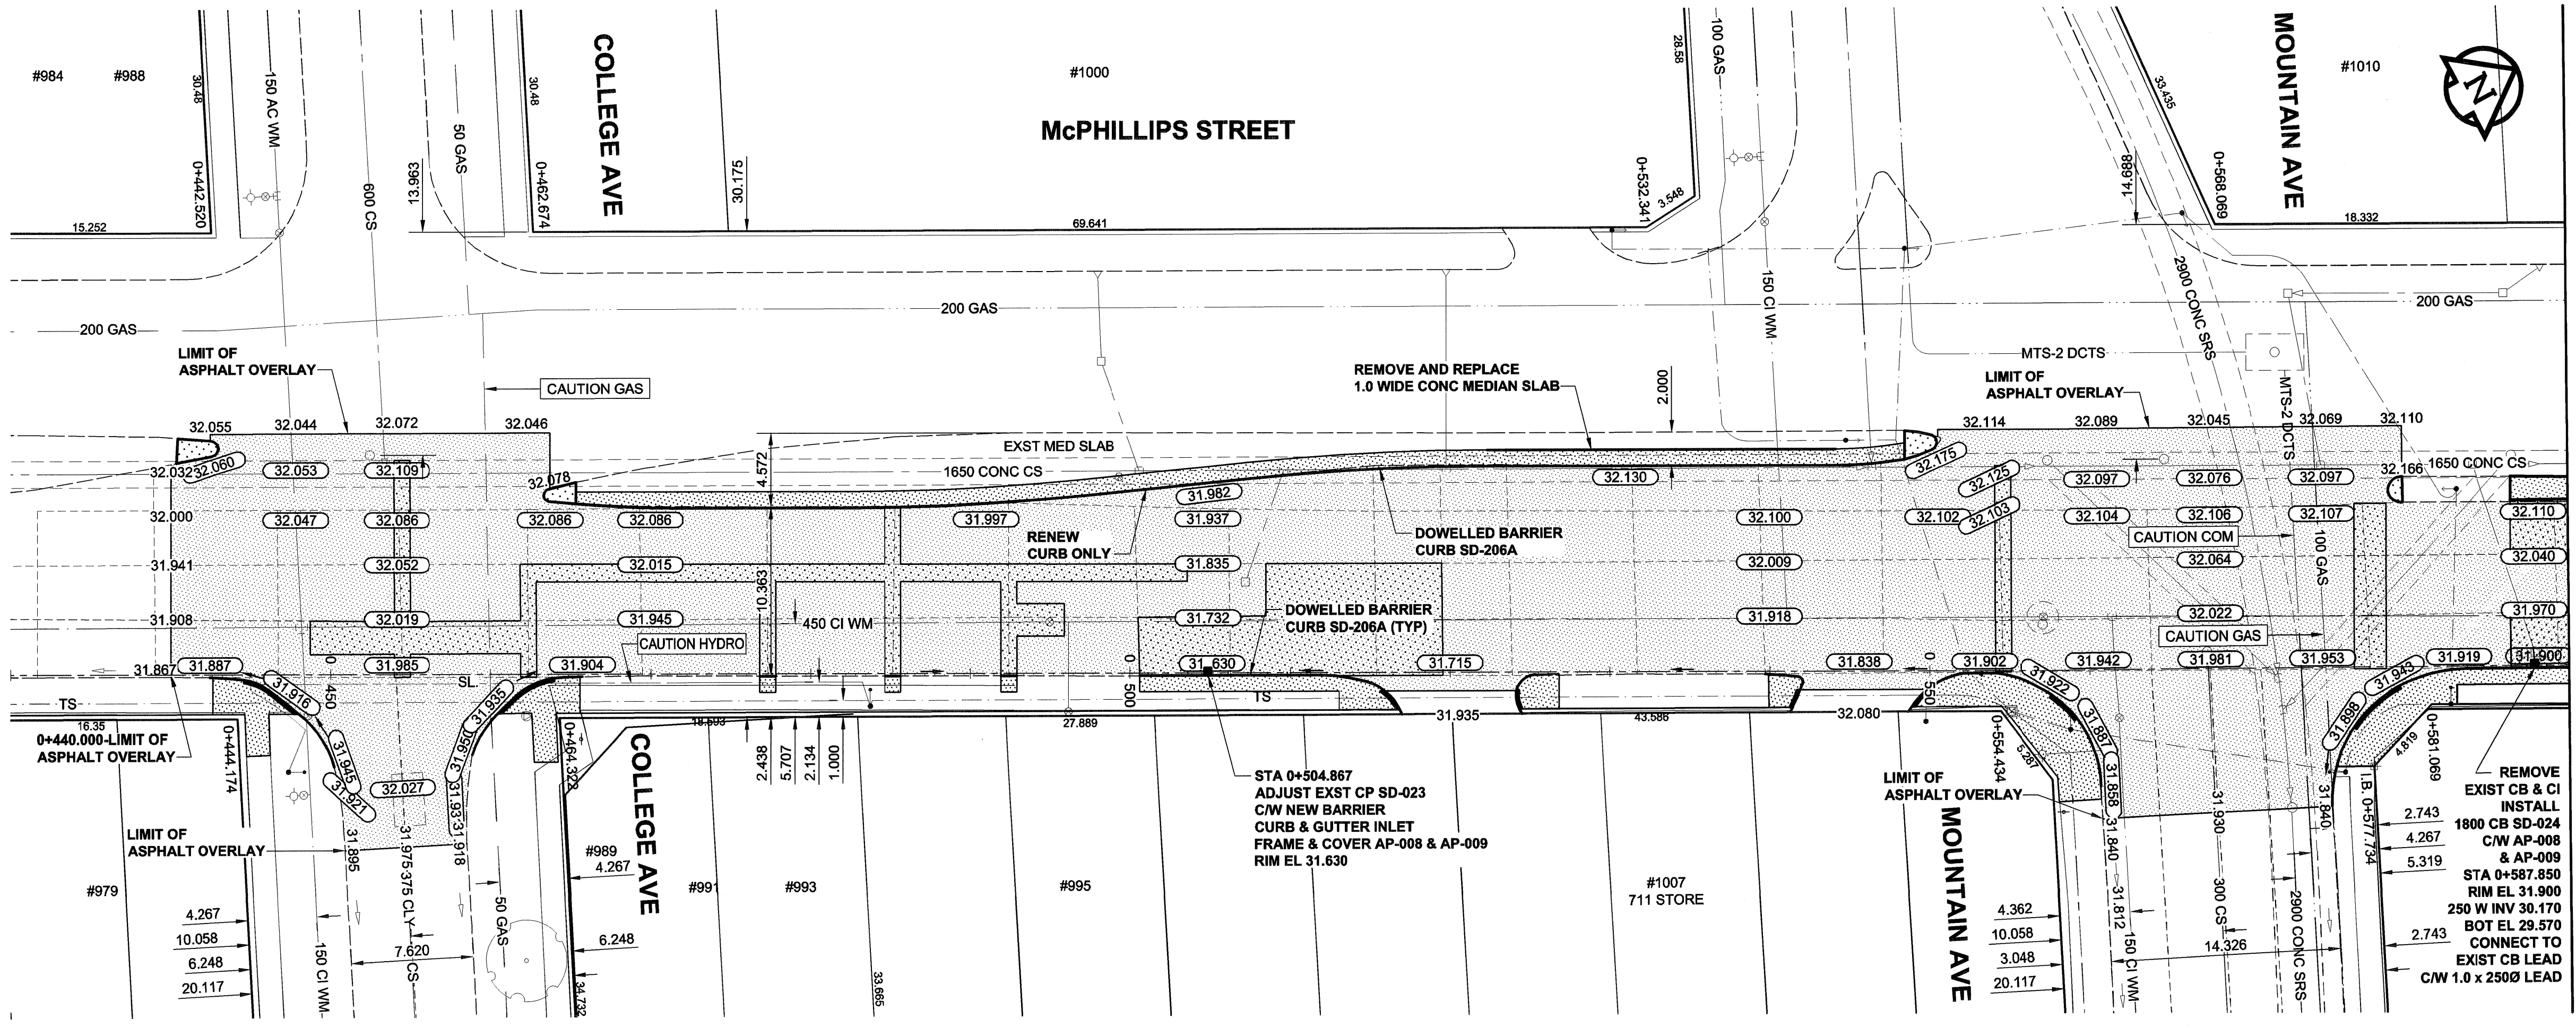 #984
#988
30.48
0+442.520
15.252
150 AC WM
600 CS
50 GAS
13.963
30.48
0+462.674
COLLEGE AVE
30.175
#1000
McPHILLIPS STREET
69.641
28.58
0+532.341
3.548
100 GAS
150 CI WM
33.435
41.688
0+568.069
MOUNTAIN AVE
#1010
18.332
N
200 GAS
200 GAS
200 GAS
2900 CONC SRS
MTS-2 DCTS
MTS-2 DCTS
LIMIT OF
ASPHALT OVERLAY
CAUTION GAS
REMOVE AND REPLACE
1.0 WIDE CONC MEDIAN SLAB
2.000
LIMIT OF
ASPHALT OVERLAY
32.055
32.044
32.072
32.046
32.114
32.089
32.045
32.069
32.110
EXST MED SLAB
1650 CONC CS
1650 CONC CS
4.572
32.032
32.060
32.053
32.109
32.078
31.982
32.130
32.175
32.125
32.097
32.076
32.097
32.166
32.000
32.047
32.086
32.086
32.086
31.997
31.937
32.100
32.102
32.103
32.104
32.106
32.107
32.110
RENEW
CURB ONLY
DOWELLED BARRIER
CURB SD-206A
CAUTION COM
100 GAS
31.941
32.052
32.015
31.835
32.009
32.064
32.040
10.363
31.908
32.019
31.945
450 CI WM
31.732
DOWELLED BARRIER
CURB SD-206A (TYP)
31.918
32.022
31.970
CAUTION HYDRO
CAUTION GAS
31.867
31.887
31.985
31.904
31.630
31.715
31.838
31.902
31.942
31.981
31.953
31.919
31.900
0
450
SL
0
500
0
550
TS
TS
31.916
31.935
31.922
31.943
16.35
18.593
27.889
31.935
43.586
32.080
0+440.000-LIMIT OF
ASPHALT OVERLAY
0+444.174
31.945
31.921
31.950
31.93
31.918
32.027
0+464.322
COLLEGE AVE
2.438
5.707
2.134
1.000
STA 0+504.867
ADJUST EXST CP SD-023
C/W NEW BARRIER
CURB & GUTTER INLET
FRAME & COVER AP-008 & AP-009
RIM EL 31.630
0+554.434
5.287
31.887
31.858
31.840
31.812
31.930
31.898
31.840
4.819
0+581.069
I.B. 0+577.734
LIMIT OF
ASPHALT OVERLAY
LIMIT OF
ASPHALT OVERLAY
31.895
31.975
375 CLY
CS
#979
4.267
10.058
6.248
20.117
150 CI WM
7.620
50 GAS
#989
4.267
6.248
34.732
#991
#993
33.665
#995
#1007
711 STORE
MOUNTAIN AVE
4.362
10.058
3.048
20.117
150 CI WM
300 CS
14.326
2900 CONC SRS
2.743
4.267
5.319
2.743
REMOVE
EXIST CB & CI
INSTALL
1800 CB SD-024
C/W AP-008
& AP-009
STA 0+587.850
RIM EL 31.900
250 W INV 30.170
BOT EL 29.570
CONNECT TO
EXIST CB LEAD
C/W 1.0 x 250Ø LEAD